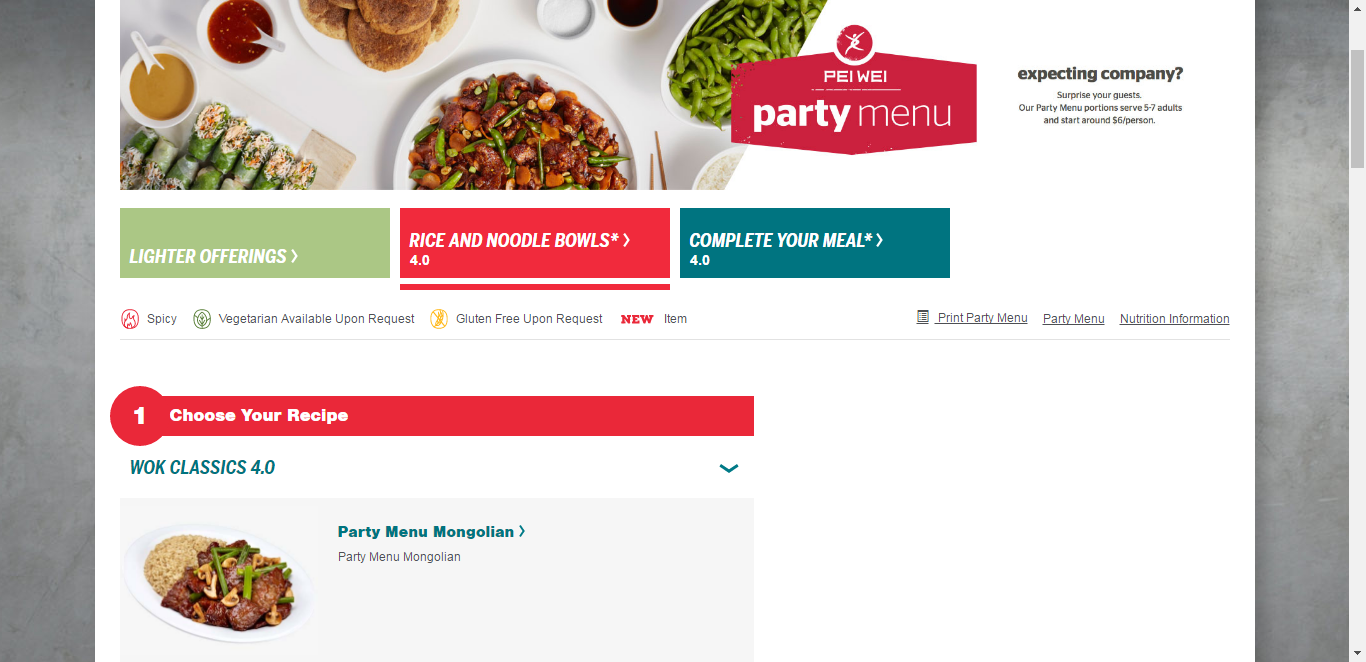 PEI WEI
party menu
expecting company?
Surprise your guests.
Our Party Menu portions serve 5-7 adults
and start around $6/person.
LIGHTER OFFERINGS >
RICE AND NOODLE BOWLS* >
4.0
COMPLETE YOUR MEAL* >
4.0
Spicy Vegetarian Available Upon Request Gluten Free Upon Request NEW Item
Print Party Menu Party Menu Nutrition Information
1 Choose Your Recipe
WOK CLASSICS 4.0
Party Menu Mongolian >
Party Menu Mongolian